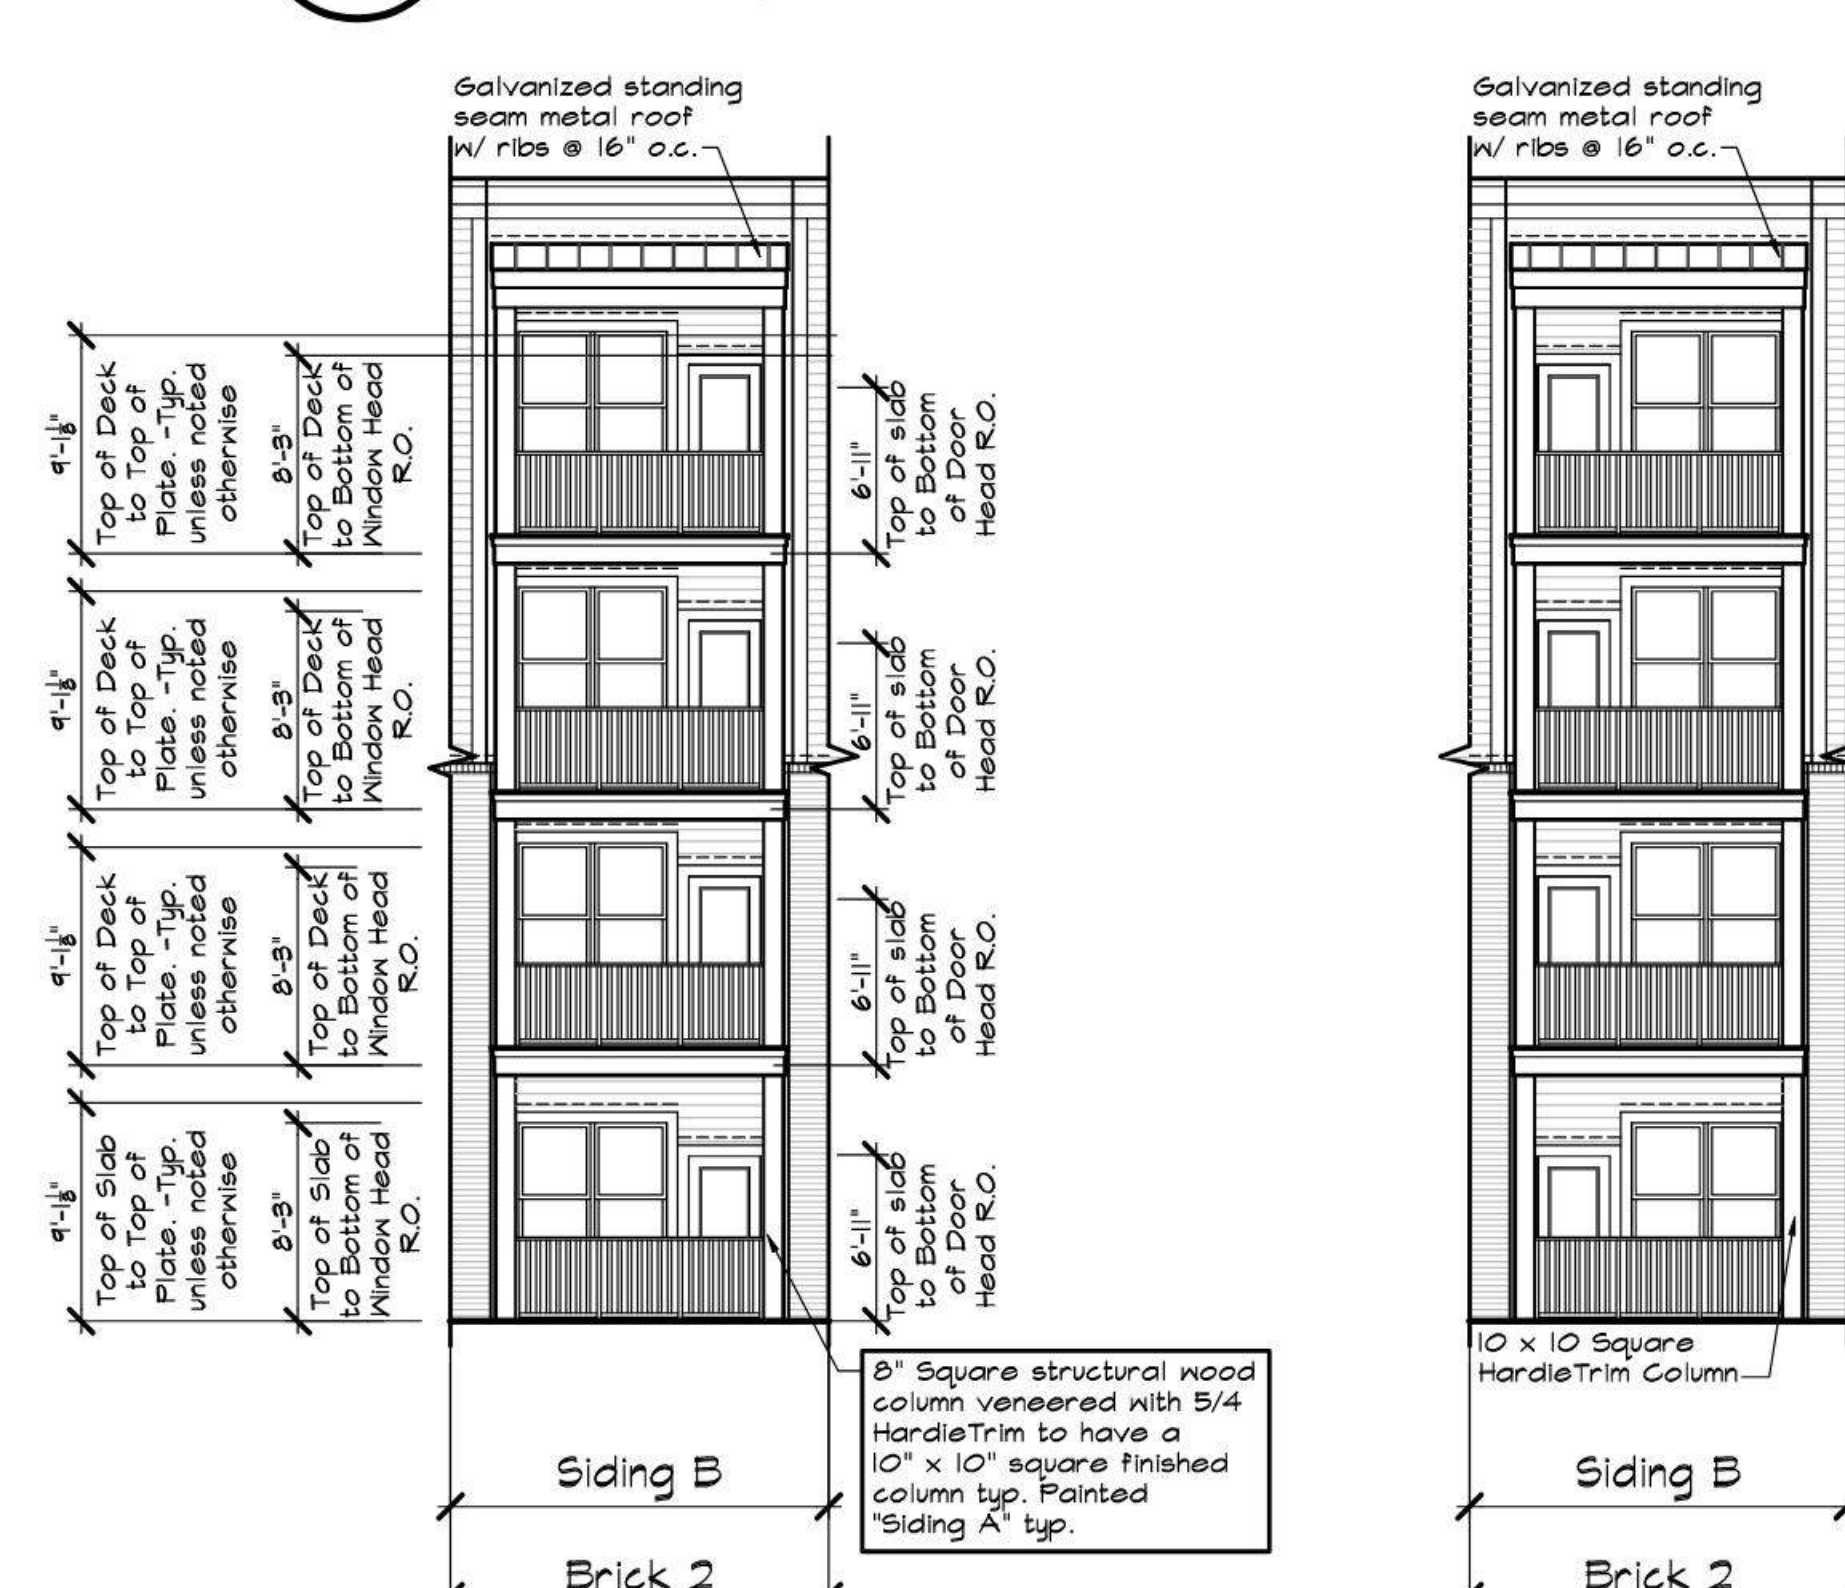 Galvanized standing
seam metal roof
w/ ribs @ 16" o.c.
Galvanized standing
seam metal roof
w/ ribs @ 16" o.c.
9'-1 1/8"
Top of Deck
to Top of
Plate. -Typ.
unless noted
otherwise
8'-3"
Top of Deck
to Bottom of
Window Head
R.O.
6'-11"
Top of slab
to Bottom
of Door
Head R.O.
9'-1 1/8"
Top of Deck
to Top of
Plate. -Typ.
unless noted
otherwise
8'-3"
Top of Deck
to Bottom of
Window Head
R.O.
6'-11"
Top of slab
to Bottom
of Door
Head R.O.
9'-1 1/8"
Top of Deck
to Top of
Plate. -Typ.
unless noted
otherwise
8'-3"
Top of Deck
to Bottom of
Window Head
R.O.
6'-11"
Top of slab
to Bottom
of Door
Head R.O.
9'-1 1/8"
Top of Slab
to Top of
Plate. -Typ.
unless noted
otherwise
8'-3"
Top of Slab
to Bottom of
Window Head
R.O.
6'-11"
Top of slab
to Bottom
of Door
Head R.O.
8" Square structural wood
column veneered with 5/4
HardieTrim to have a
10" x 10" square finished
column typ. Painted
"Siding A" typ.
10 x 10 Square
HardieTrim Column
Siding B
Siding B
Brick 2
Brick 2